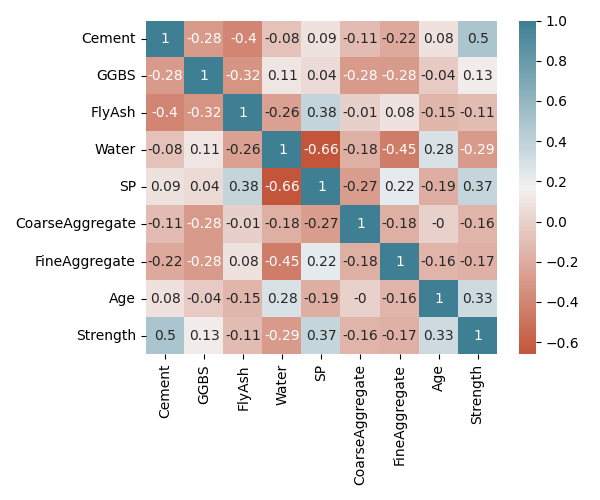 Cement 1 -0.28 -0.4 -0.08 0.09 -0.11 -0.22 0.08 0.5
GGBS -0.28 1 -0.32 0.11 0.04 -0.28 -0.28 -0.04 0.13
FlyAsh -0.4 -0.32 1 -0.26 0.38 -0.01 0.08 -0.15 -0.11
Water -0.08 0.11 -0.26 1 -0.66 -0.18 -0.45 0.28 -0.29
SP 0.09 0.04 0.38 -0.66 1 -0.27 0.22 -0.19 0.37
CoarseAggregate -0.11 -0.28 -0.01 -0.18 -0.27 1 -0.18 -0 -0.16
FineAggregate -0.22 -0.28 0.08 -0.45 0.22 -0.18 1 -0.16 -0.17
Age 0.08 -0.04 -0.15 0.28 -0.19 -0 -0.16 1 0.33
Strength 0.5 0.13 -0.11 -0.29 0.37 -0.16 -0.17 0.33 1
Cement
GGBS
FlyAsh
Water
SP
CoarseAggregate
FineAggregate
Age
Strength
1.0
0.8
0.6
0.4
0.2
0.0
−0.2
−0.4
−0.6